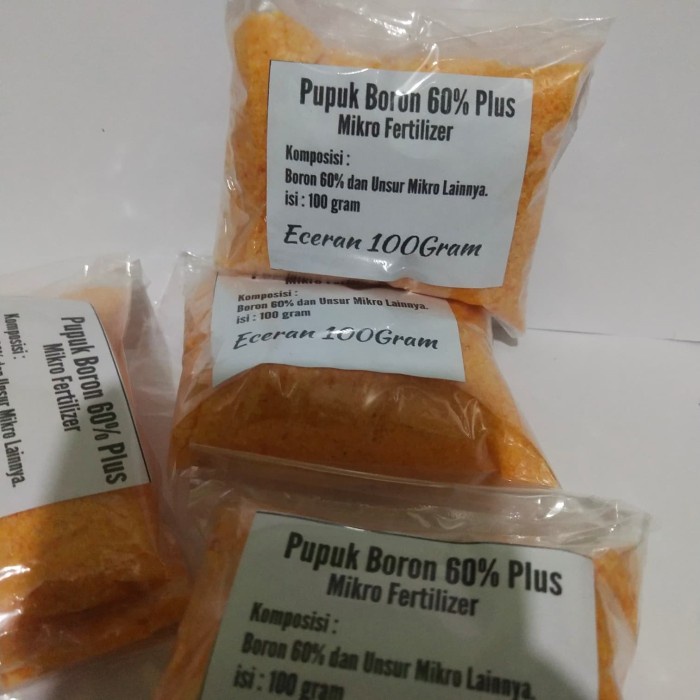 Pupuk Boron 60% Plus
Mikro Fertilizer
Komposisi :
Boron 60% dan Unsur Mikro Lainnya.
isi : 100 gram
Eceran 100Gram
Komposisi :
Boron 60% dan Unsur Mikro Lainnya.
isi : 100 gram
Eceran 100Gram
Pupuk Boron 60% Plus
Mikro Fertilizer
Komposisi :
dan Unsur Mikro Lainnya.
Pupuk Boron 60% Plus
Mikro Fertilizer
Komposisi :
Boron 60% dan Unsur Mikro Lainnya.
isi : 100 gram